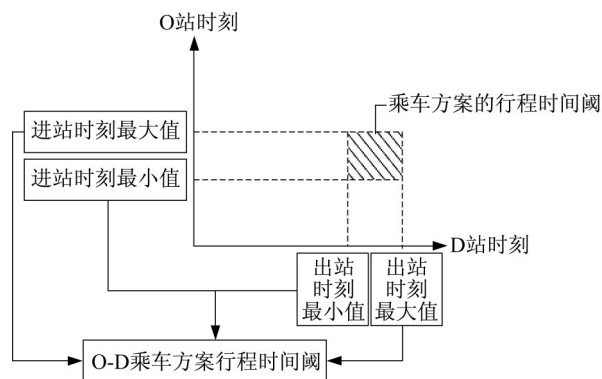 O站时刻
乘车方案的行程时间阈
进站时刻最大值
进站时刻最小值
D站时刻
出站
时刻
最小值
出站
时刻
最大值
O-D乘车方案行程时间阈